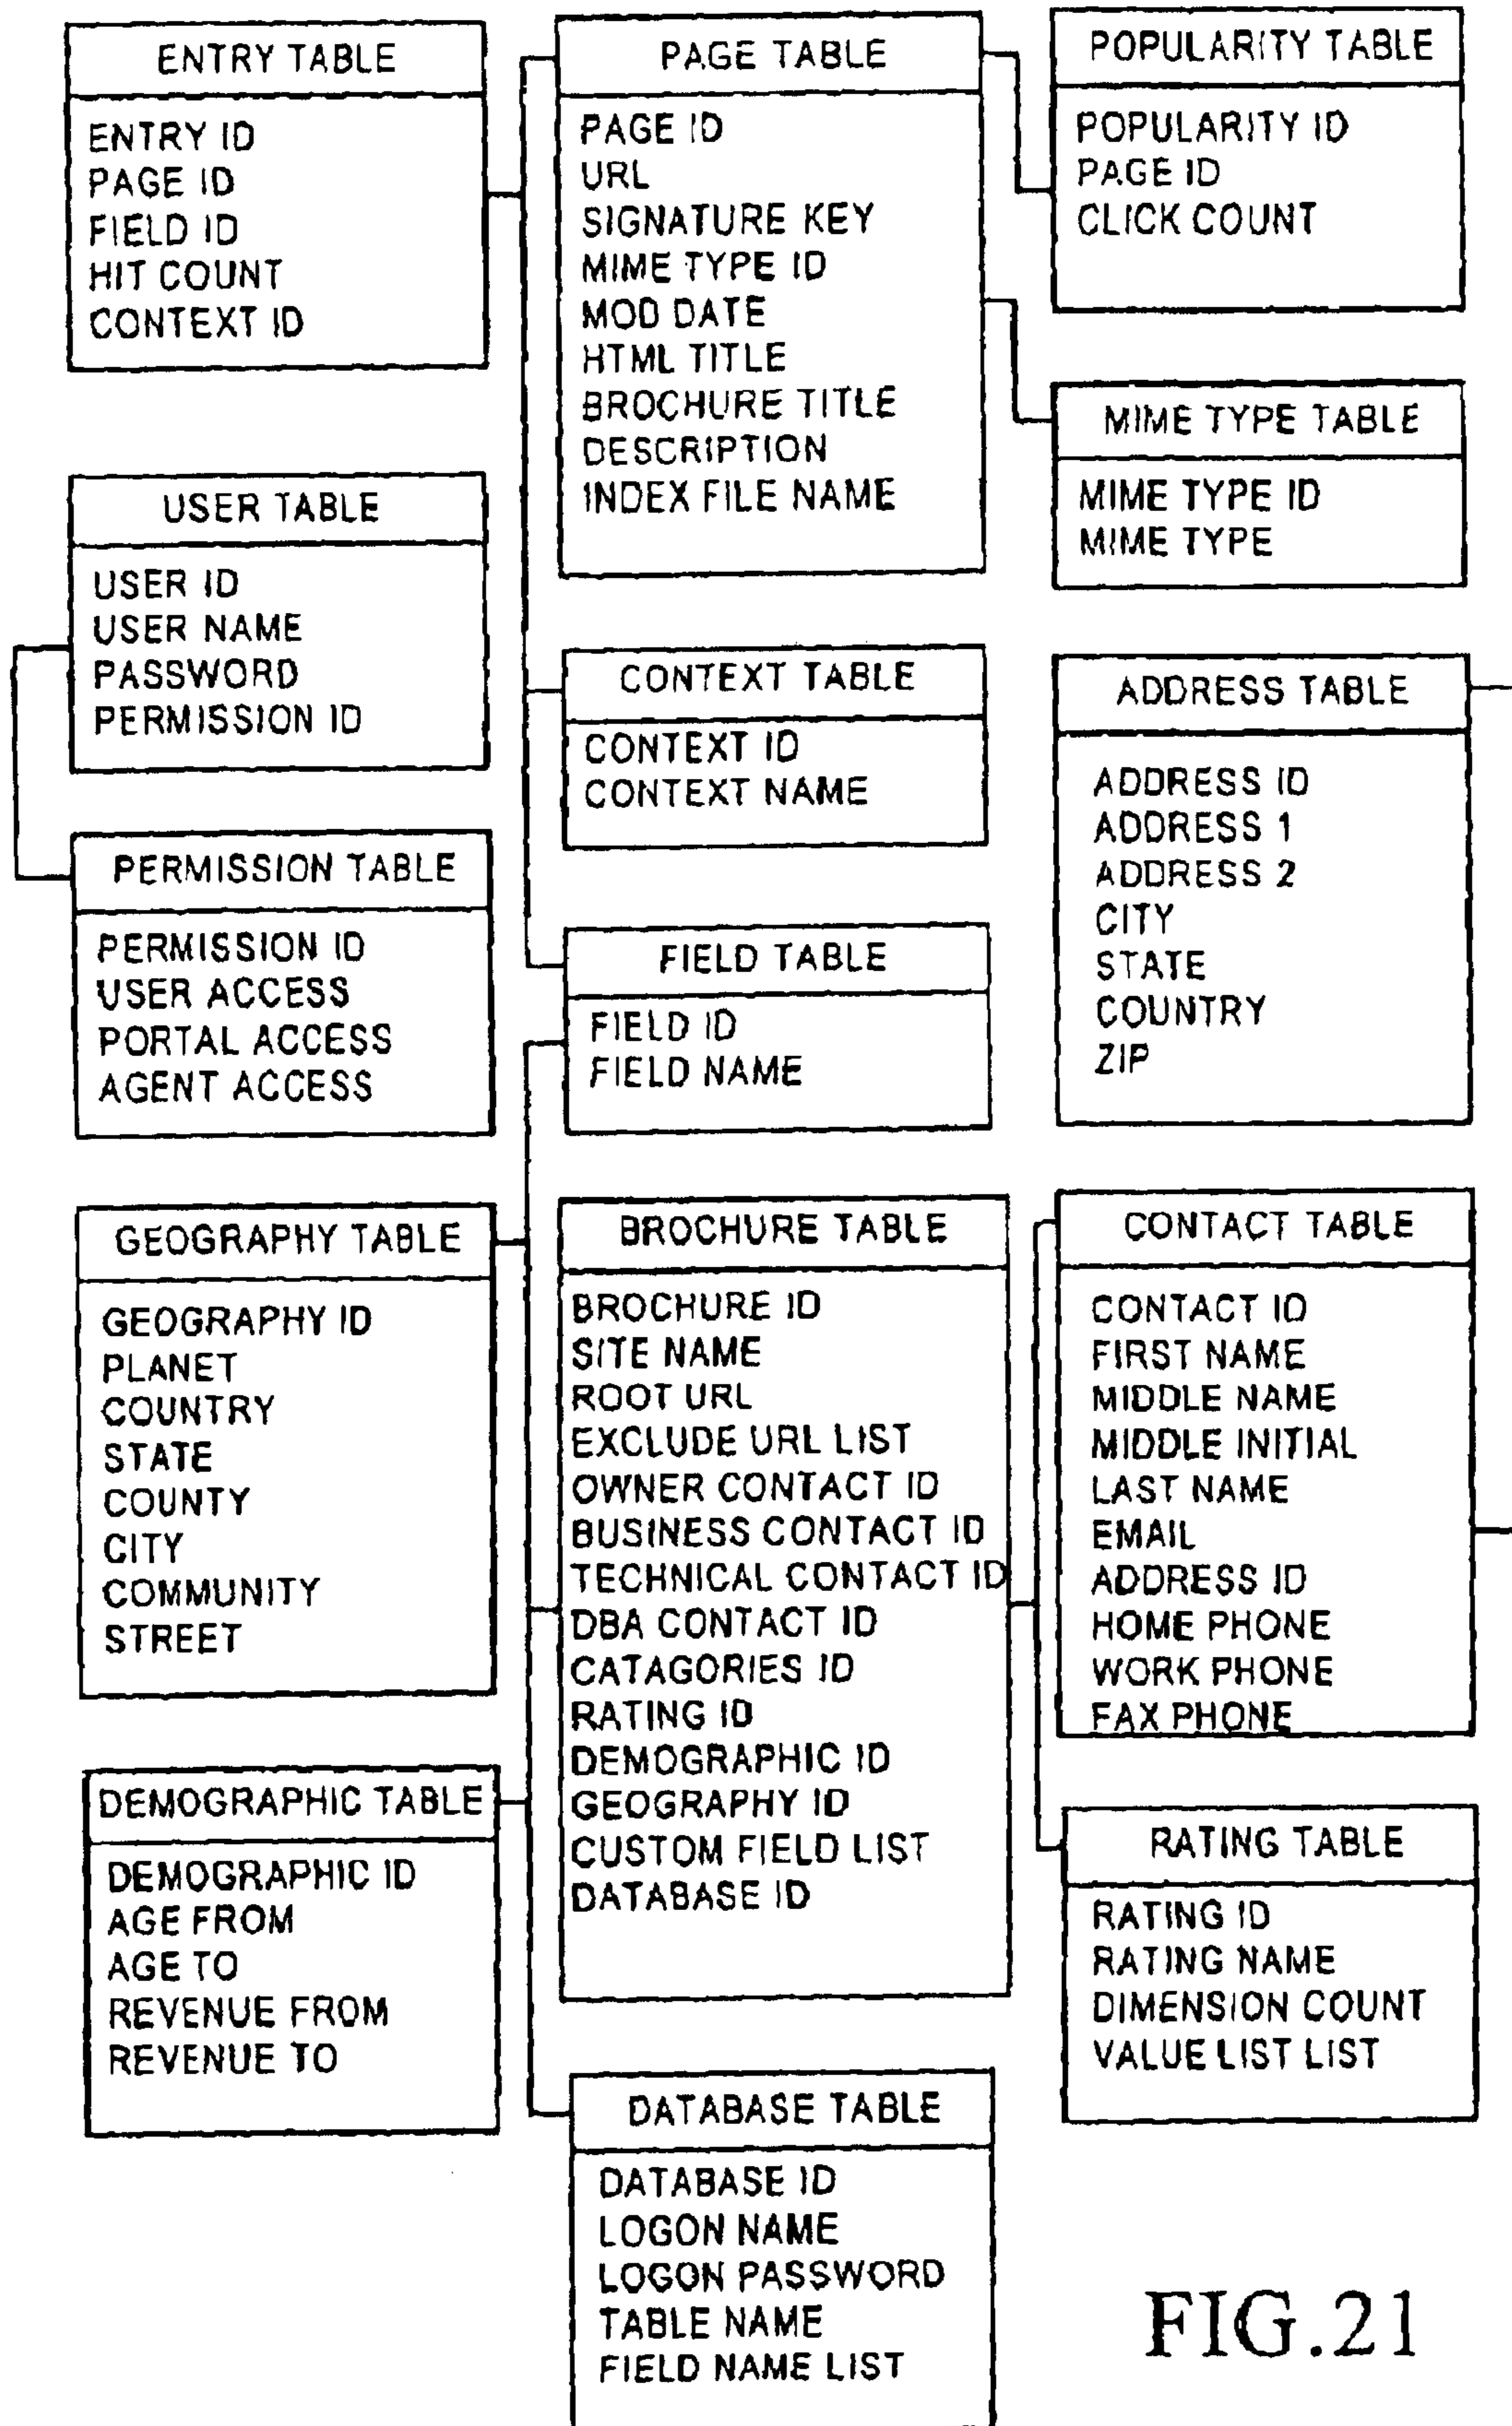 ENTRY TABLE
ENTRY ID
PAGE ID
FIELD ID
HIT COUNT
CONTEXT ID
PAGE TABLE
PAGE ID
URL
SIGNATURE KEY
MIME TYPE ID
MOD DATE
HTML TITLE
BROCHURE TITLE
DESCRIPTION
INDEX FILE NAME
POPULARITY TABLE
POPULARITY ID
PAGE ID
CLICK COUNT
MIME TYPE TABLE
MIME TYPE ID
MIME TYPE
USER TABLE
USER ID
USER NAME
PASSWORD
PERMISSION ID
CONTEXT TABLE
CONTEXT ID
CONTEXT NAME
ADDRESS TABLE
ADDRESS ID
ADDRESS 1
ADDRESS 2
CITY
STATE
COUNTRY
ZIP
PERMISSION TABLE
PERMISSION ID
USER ACCESS
PORTAL ACCESS
AGENT ACCESS
FIELD TABLE
FIELD ID
FIELD NAME
GEOGRAPHY TABLE
GEOGRAPHY ID
PLANET
COUNTRY
STATE
COUNTY
CITY
COMMUNITY
STREET
BROCHURE TABLE
BROCHURE ID
SITE NAME
ROOT URL
EXCLUDE URL LIST
OWNER CONTACT ID
BUSINESS CONTACT ID
TECHNICAL CONTACT ID
DBA CONTACT ID
CATAGORIES ID
RATING ID
DEMOGRAPHIC ID
GEOGRAPHY ID
CUSTOM FIELD LIST
DATABASE ID
CONTACT TABLE
CONTACT ID
FIRST NAME
MIDDLE NAME
MIDDLE INITIAL
LAST NAME
EMAIL
ADDRESS ID
HOME PHONE
WORK PHONE
FAX PHONE
DEMOGRAPHIC TABLE
DEMOGRAPHIC ID
AGE FROM
AGE TO
REVENUE FROM
REVENUE TO
RATING TABLE
RATING ID
RATING NAME
DIMENSION COUNT
VALUE LIST LIST
DATABASE TABLE
DATABASE ID
LOGON NAME
LOGON PASSWORD
TABLE NAME
FIELD NAME LIST
FIG.21